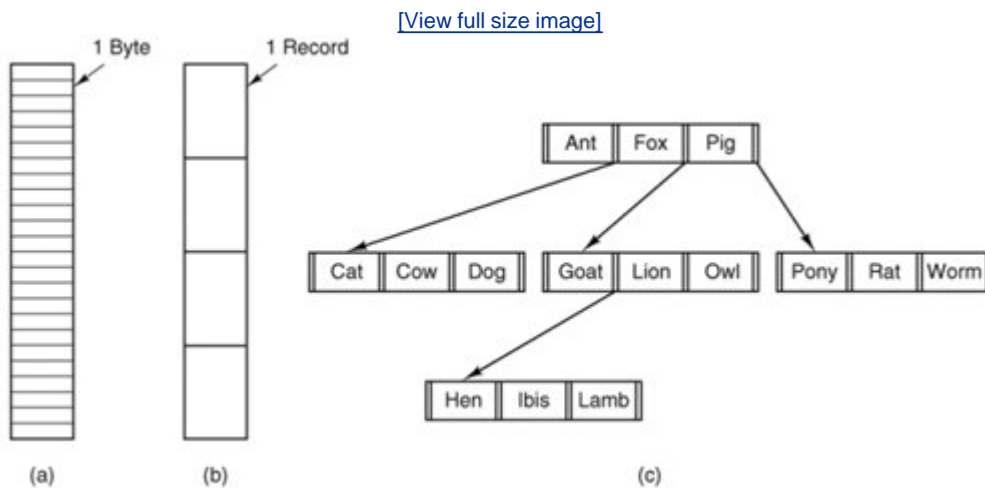 [View full size image]
1 Byte
1 Record
Ant Fox Pig
Cat Cow Dog
Goat Lion Owl
Pony Rat Worm
Hen Ibis Lamb
(a)
(b)
(c)